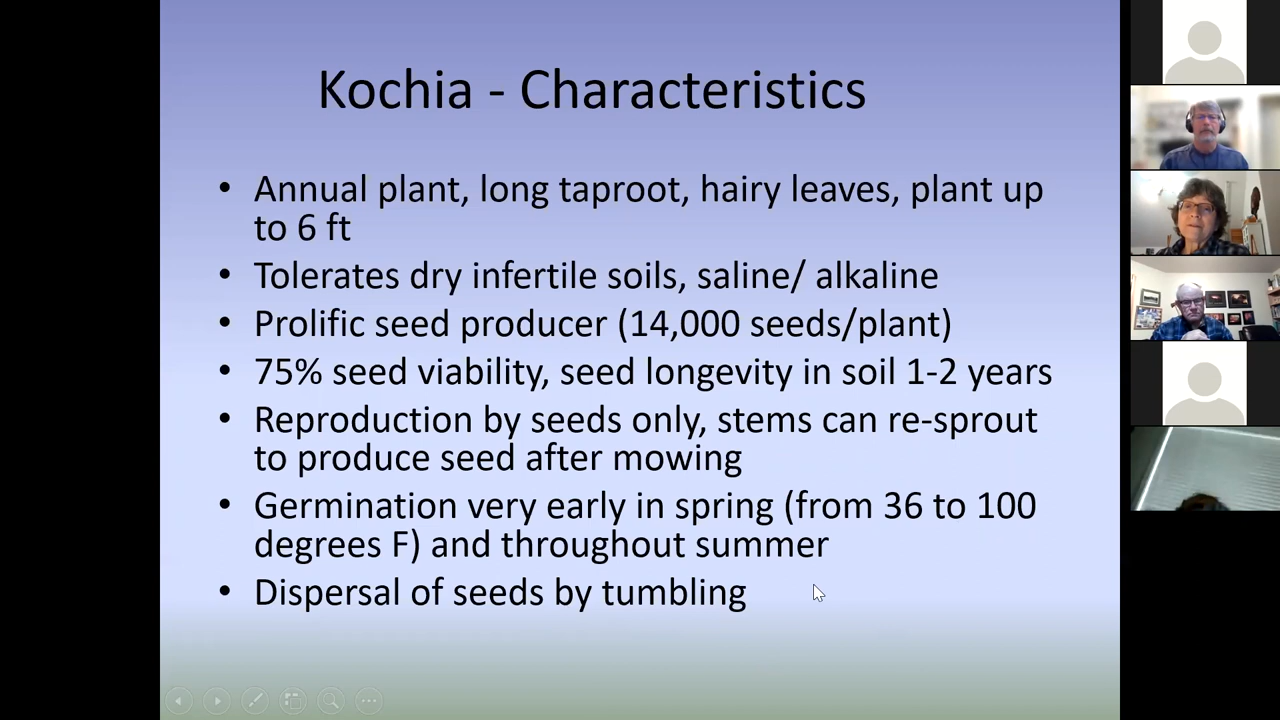 Kochia - Characteristics
• Annual plant, long taproot, hairy leaves, plant up
to 6 ft
• Tolerates dry infertile soils, saline/ alkaline
• Prolific seed producer (14,000 seeds/plant)
• 75% seed viability, seed longevity in soil 1-2 years
• Reproduction by seeds only, stems can re-sprout
to produce seed after mowing
• Germination very early in spring (from 36 to 100
degrees F) and throughout summer
• Dispersal of seeds by tumbling